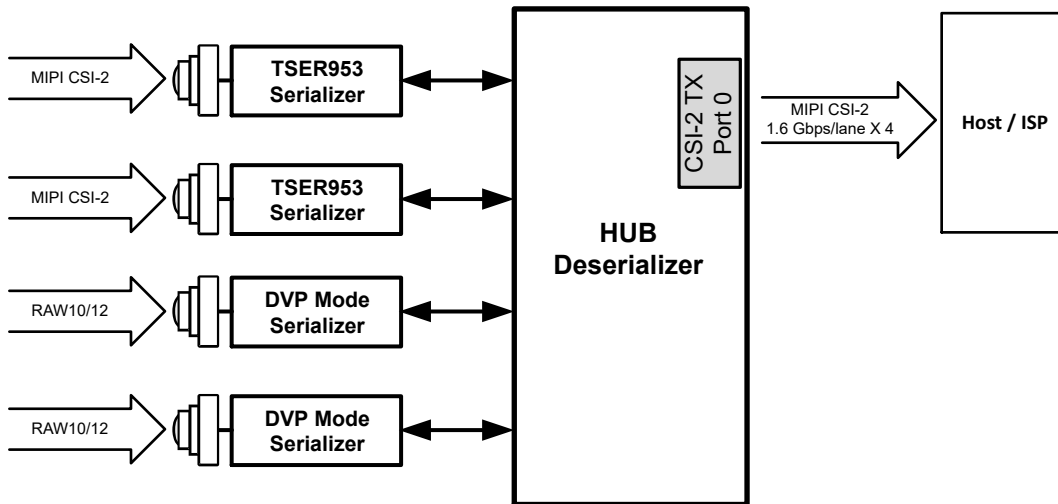 MIPI CSI-2
TSER953
Serializer
MIPI CSI-2
TSER953
Serializer
RAW10/12
DVP Mode
Serializer
RAW10/12
DVP Mode
Serializer
HUB
Deserializer
CSI-2 TX
Port 0
MIPI CSI-2
1.6 Gbps/lane X 4
Host / ISP